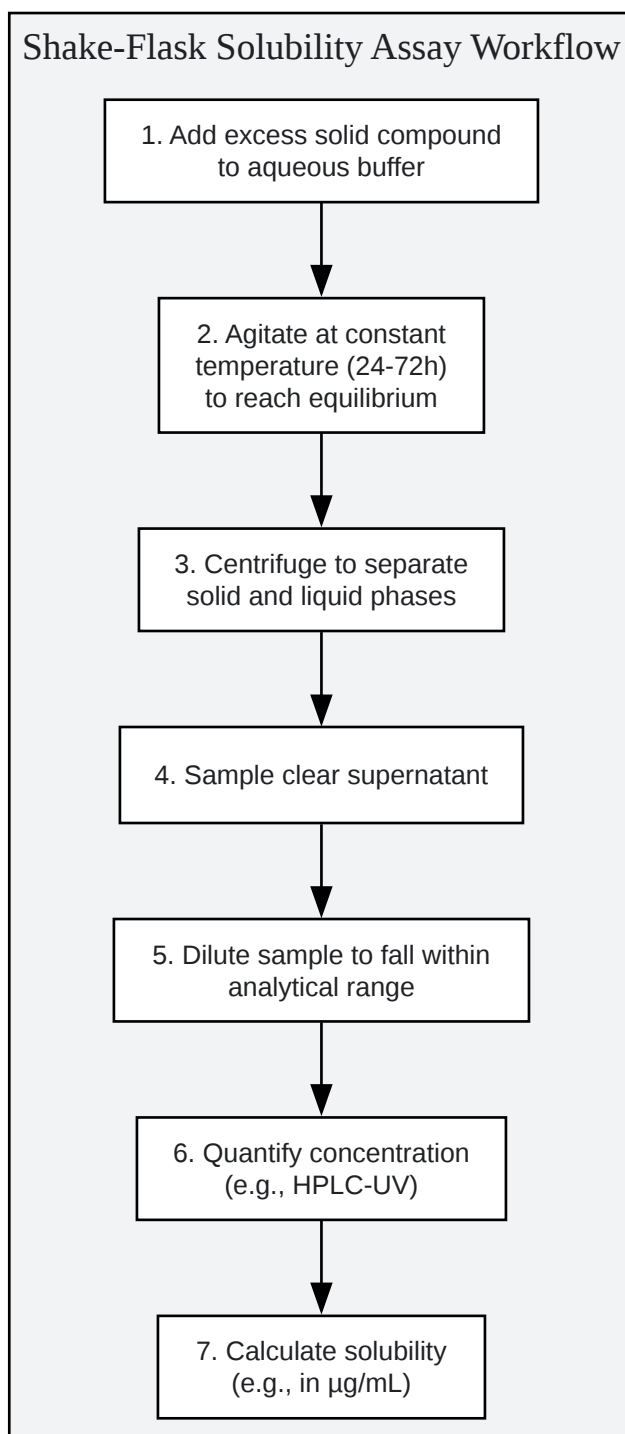 Shake-Flask Solubility Assay Workflow
1. Add excess solid compound
to aqueous buffer
2. Agitate at constant
temperature (24-72h)
to reach equilibrium
3. Centrifuge to separate
solid and liquid phases
4. Sample clear supernatant
5. Dilute sample to fall within
analytical range
6. Quantify concentration
(e.g., HPLC-UV)
7. Calculate solubility
(e.g., in µg/mL)